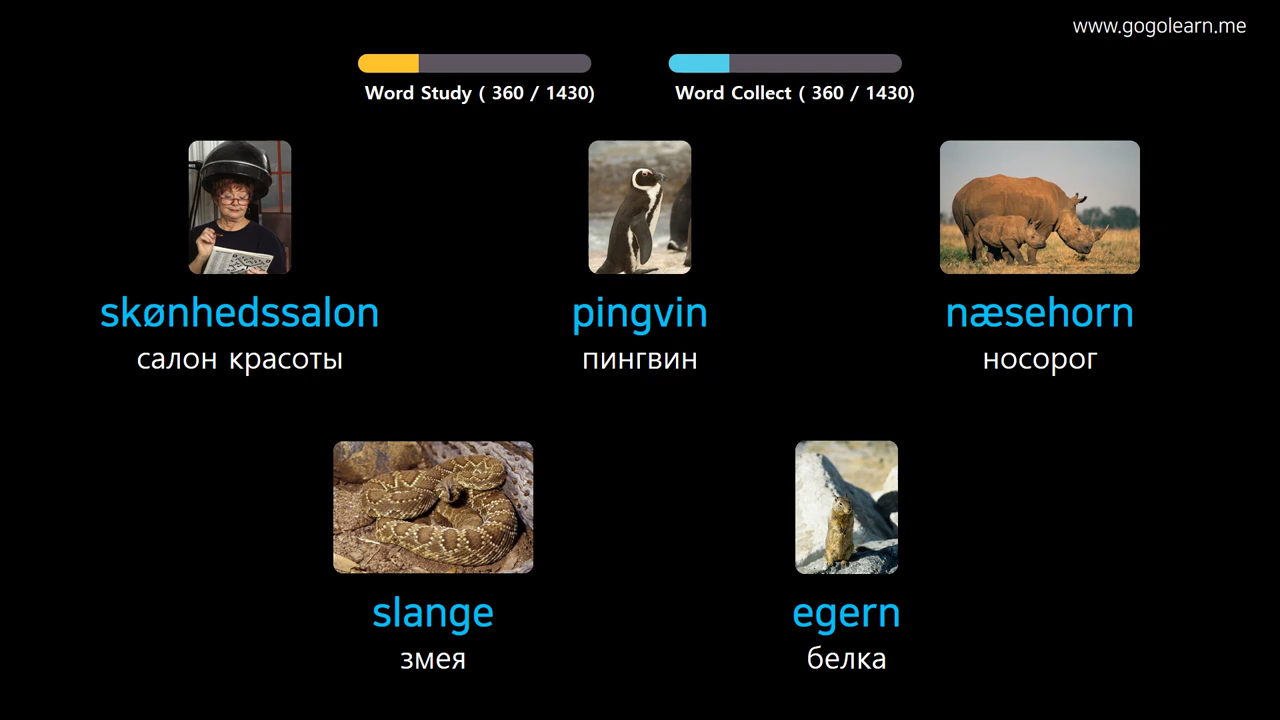 www.gogolearn.me
Word Study ( 360 / 1430)
Word Collect ( 360 / 1430)
skønhedssalon
салон красоты
pingvin
пингвин
næsehorn
носорог
slange
змея
egern
белка